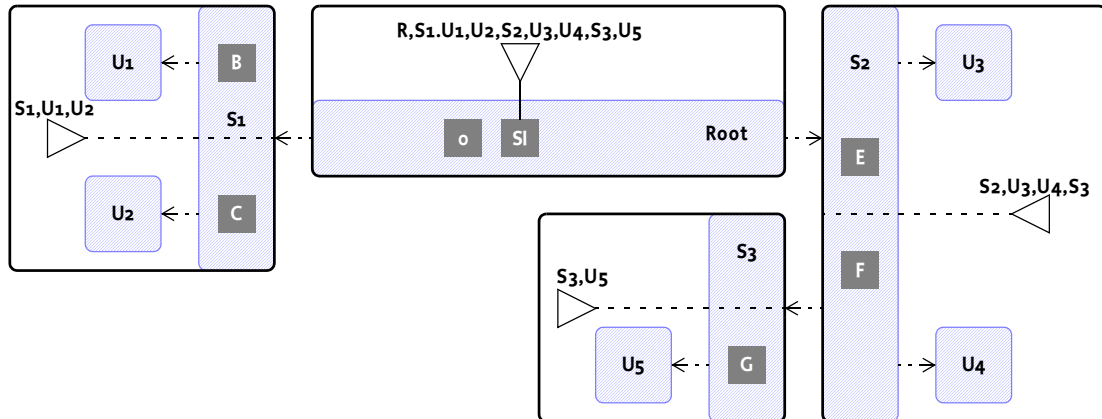 R,S1.U1,U2,S2,U3,U4,S3,U5
U1
B
S1,U1,U2
S1
U2
C
o
SI
Root
S2
U3
E
S2,U3,U4,S3
F
S3
S3,U5
U5
G
U4